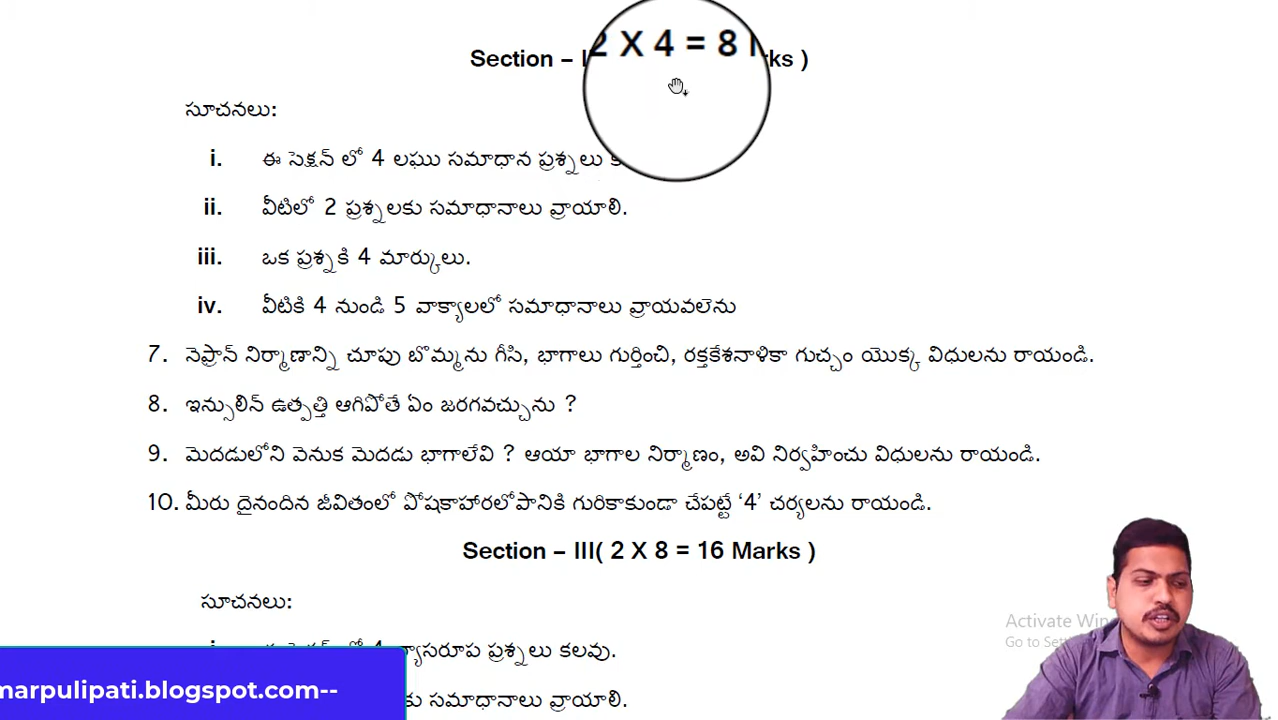 Section – I 2 X 4 = 8 rks )
సూచనలు:
i. ఈ సెక్షన్ లో 4 లఘు సమాధాన ప్రశ్నలు
ii. వీటిలో 2 ప్రశ్నలకు సమాధానాలు వ్రాయాలి.
iii. ఒక ప్రశ్నకి 4 మార్కులు.
iv. వీటికి 4 నుండి 5 వాక్యాలలో సమాధానాలు వ్రాయవలెను
7. నెఫ్రాన్ నిర్మాణాన్ని చూపు బొమ్మను గీసి, భాగాలు గుర్తించి, రక్తకేశనాళికా గుచ్ఛం యొక్క విధులను రాయండి.
8. ఇన్సులిన్ ఉత్పత్తి ఆగిపోతే ఏం జరగవచ్చును ?
9. మెదడులోని వెనుక మెదడు భాగాలేవి ? ఆయా భాగాల నిర్మాణం, అవి నిర్వహించు విధులను రాయండి.
10. మీరు దైనందిన జీవితంలో పోషకాహారలోపానికి గురికాకుండా చేపట్టే ‘4’ చర్యలను రాయండి.
Section – III( 2 X 8 = 16 Marks )
సూచనలు:
ప్రశ్నలు కలవు.
marpulipati.blogspot.com--
కు సమాధానాలు వ్రాయాలి.
Activate Win
Go to Sett